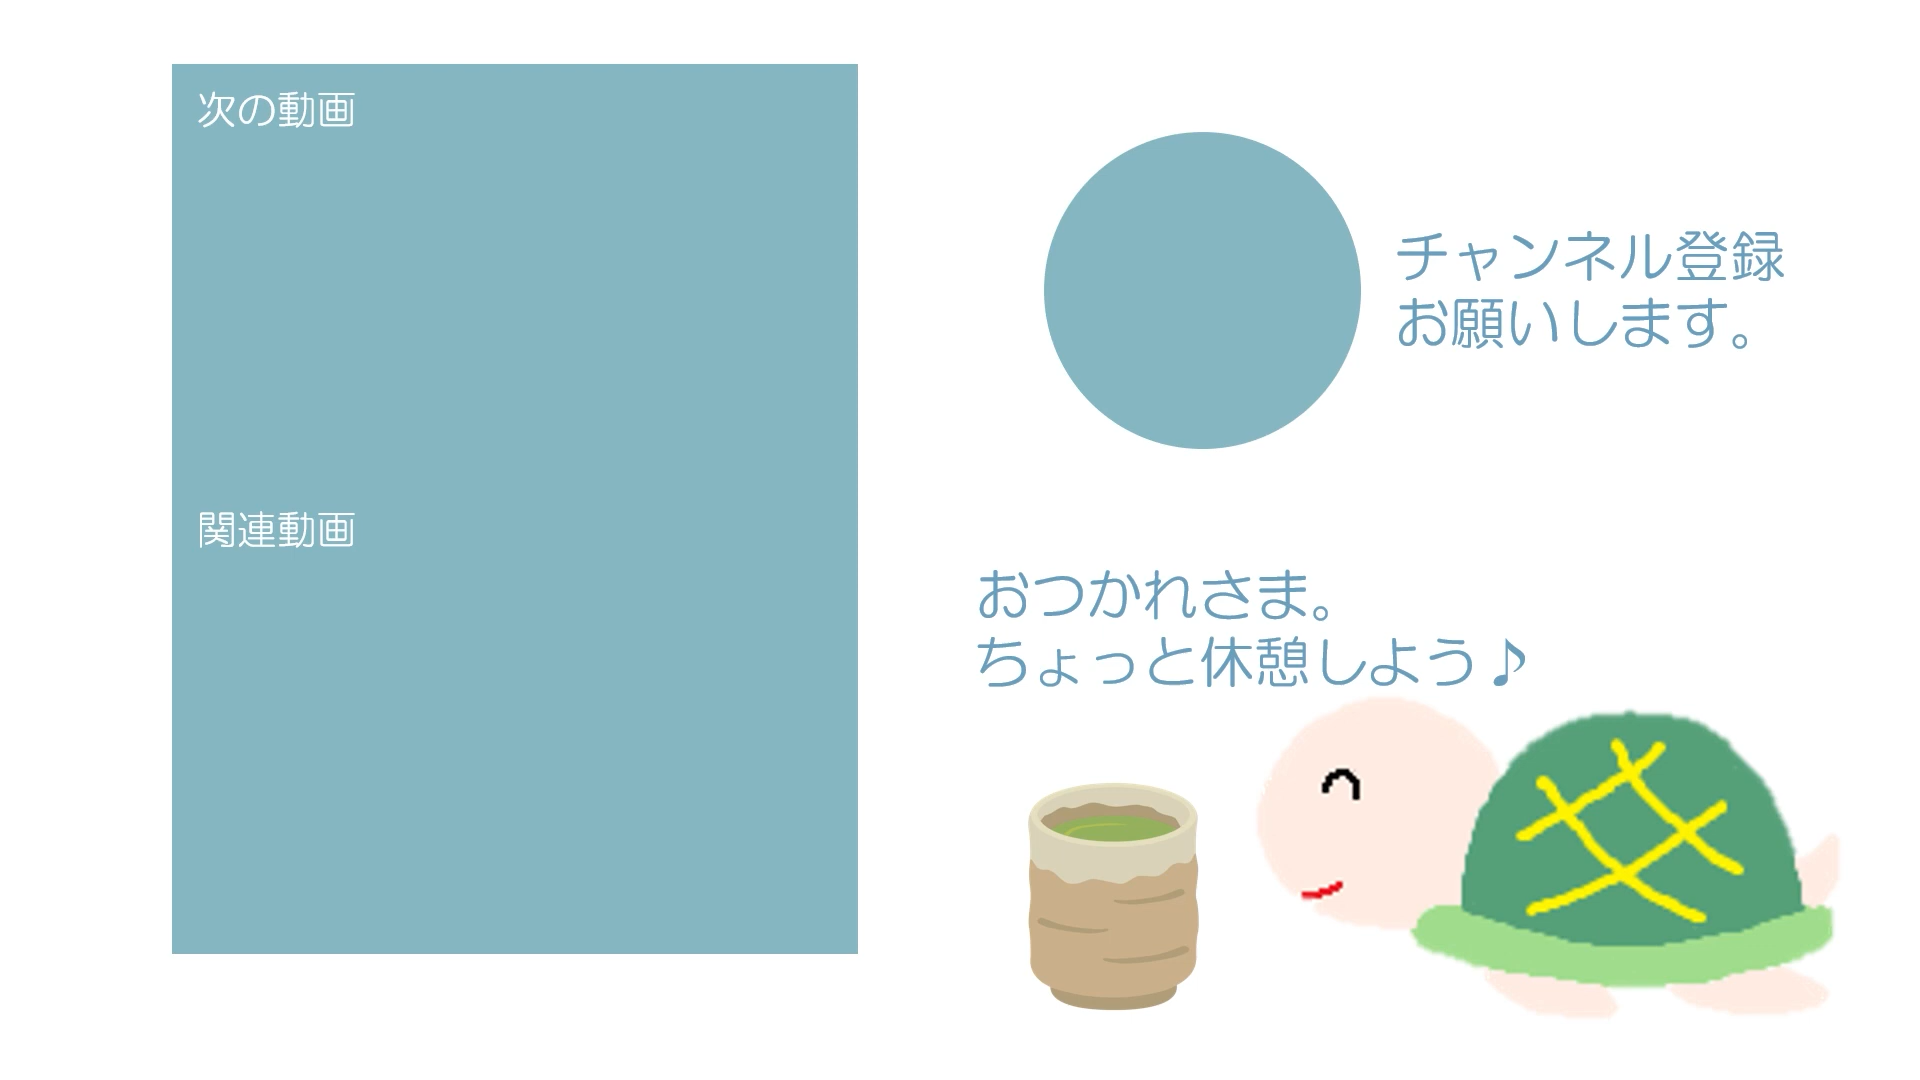 次の動画
関連動画
チャンネル登録
お願いします。
おつかれさま。
ちょっと休憩しよう♪